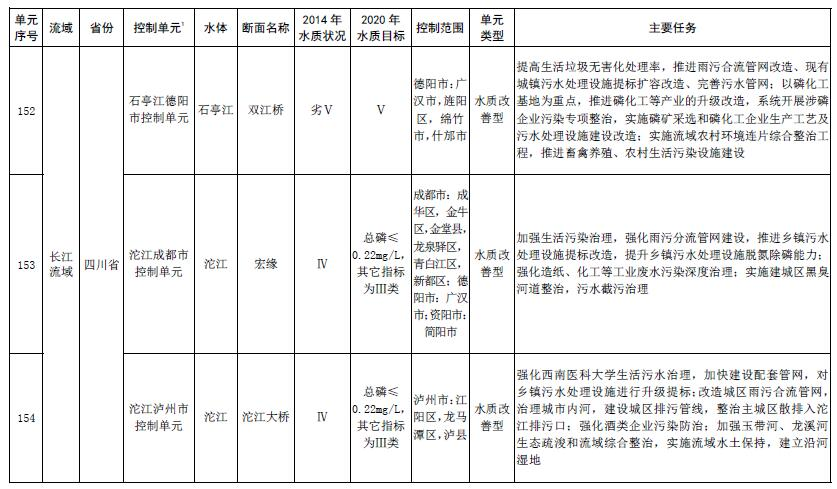 单元序号 流域 省份 控制单元1 水体 断面名称 2014年水质状况 2020年水质目标 控制范围 单元类型 主要任务
长江流域
四川省
152
石亭江德阳
市控制单元
石亭江
双江桥
劣Ⅴ
Ⅴ
德阳市：广
汉市，旌阳
区，绵竹
市，什邡市
水质改
善型
提高生活垃圾无害化处理率，推进雨污合流管网改造、现有
城镇污水处理设施提标扩容改造、完善污水管网；以磷化工
基地为重点，推进磷化工等产业的升级改造，系统开展涉磷
企业污染专项整治，实施磷矿采选和磷化工企业生产工艺及
污水处理设施建设改造；实施流域农村环境连片综合整治工
程，推进畜禽养殖、农村生活污染设施建设
153
沱江成都市
控制单元
沱江
宏缘
Ⅳ
总磷≤
0.22mg/L，
其它指标
为Ⅲ类
成都市：成
华区，金牛
区，金堂县，
龙泉驿区，
青白江区，
新都区；德
阳市：广汉
市；资阳市：
简阳市
水质改
善型
加强生活污染治理，强化雨污分流管网建设，推进乡镇污水
处理设施提标改造，提升乡镇污水处理设施脱氮除磷能力；
强化造纸、化工等工业废水污染深度治理；实施建城区黑臭
河道整治，污水截污治理
154
沱江泸州市
控制单元
沱江
沱江大桥
Ⅳ
总磷≤
0.22mg/L，
其它指标
为Ⅲ类
泸州市：江
阳区，龙马
潭区，泸县
水质改
善型
强化西南医科大学生活污水治理，加快建设配套管网，对
乡镇污水处理设施进行升级提标；改造城区雨污合流管网，
治理城市内河，建设城区排污管线，整治主城区散排入沱
江排污口；强化酒类企业污染防治；加强玉带河、龙溪河
生态疏浚和流域综合整治，实施流域水土保持，建立沿河
湿地